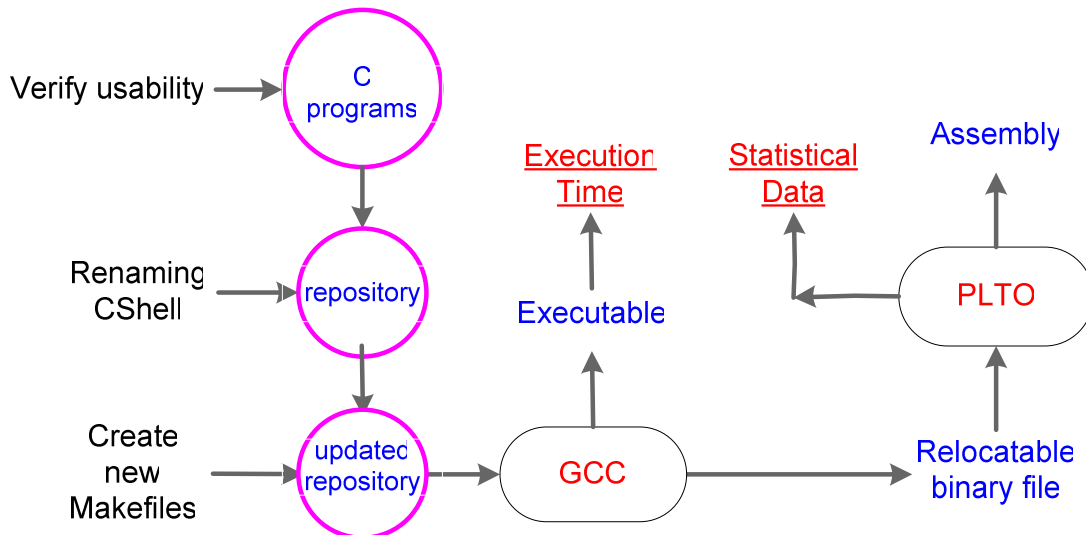 Verify usability
C
programs
Execution
Time
Statistical
Data
Assembly
Renaming
CShell
repository
Executable
PLTO
Create
new
Makefiles
updated
repository
GCC
Relocatable
binary file